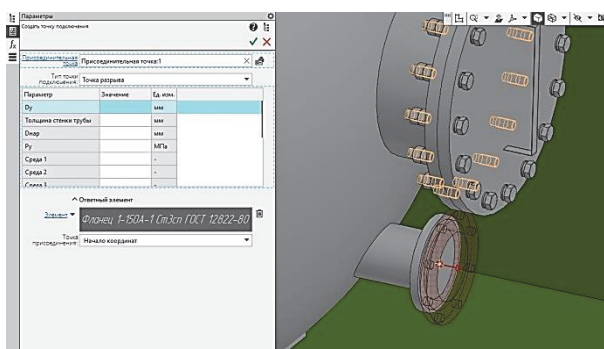 Параметры
Создать точку подключения
Присоединительная точка Присоединительная точка:1
Тип точки подключения: Точка разрыва
Параметр Значение Ед. изм.
Dy мм
Толщина стенки трубы мм
Dнар мм
Py МПа
Среда 1 -
Среда 2 -
Среда 3
Ответный элемент
Элемент Фланец 1-150А-1 Ст3сп ГОСТ 12822-80
Точка присоединения: Начало координат